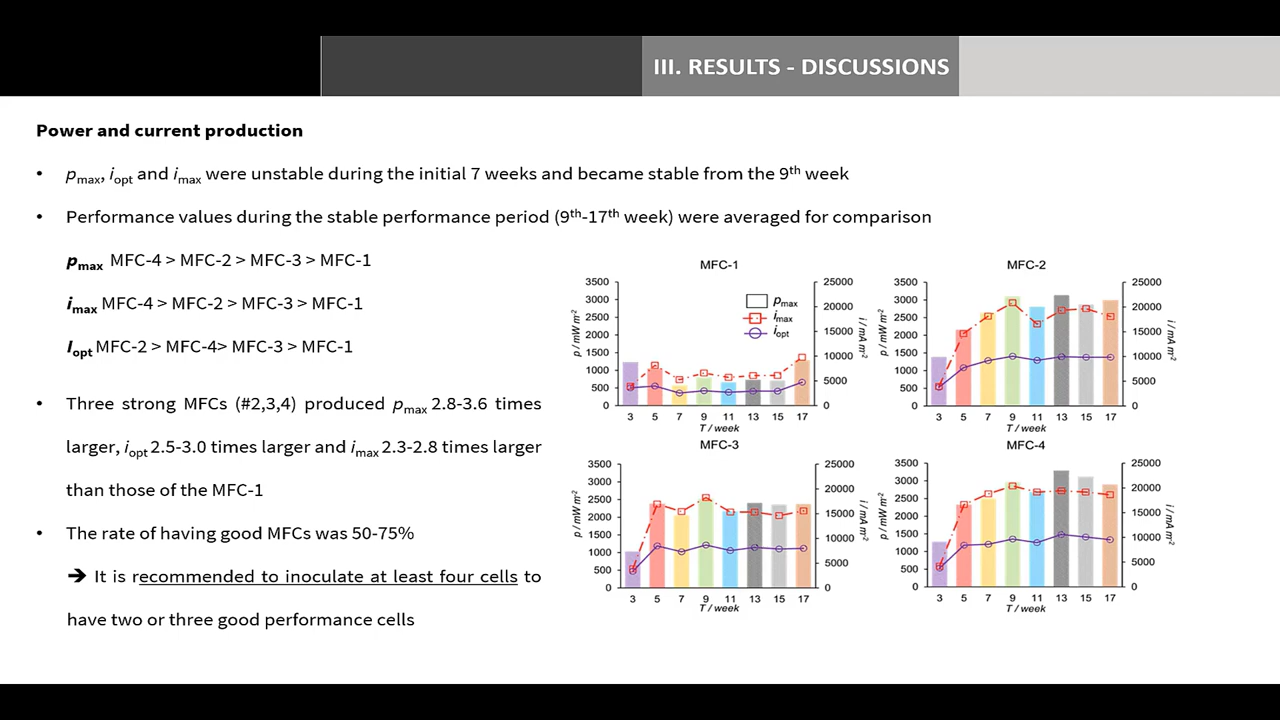 III. RESULTS - DISCUSSIONS
Power and current production
• pmax, iopt and imax were unstable during the initial 7 weeks and became stable from the 9th week
• Performance values during the stable performance period (9th-17th week) were averaged for comparison
pmax MFC-4 > MFC-2 > MFC-3 > MFC-1
imax MFC-4 > MFC-2 > MFC-3 > MFC-1
Iopt MFC-2 > MFC-4> MFC-3 > MFC-1
• Three strong MFCs (#2,3,4) produced pmax 2.8-3.6 times
larger, iopt 2.5-3.0 times larger and imax 2.3-2.8 times larger
than those of the MFC-1
• The rate of having good MFCs was 50-75%
➔ It is recommended to inoculate at least four cells to
have two or three good performance cells
MFC-1
3500
3000
2500
2000
1500
1000
500
0
p / mW m-2
25000
20000
15000
10000
5000
0
i / mA m-2
pmax
imax
iopt
3 5 7 9 11 13 15 17
T / week
MFC-2
3500
3000
2500
2000
1500
1000
500
0
p / mW m-2
25000
20000
15000
10000
5000
0
i / mA m-2
3 5 7 9 11 13 15 17
T / week
MFC-3
3500
3000
2500
2000
1500
1000
500
0
p / mW m-2
25000
20000
15000
10000
5000
0
i / mA m-2
3 5 7 9 11 13 15 17
T / week
MFC-4
3500
3000
2500
2000
1500
1000
500
0
p / mW m-2
25000
20000
15000
10000
5000
0
i / mA m-2
3 5 7 9 11 13 15 17
T / week